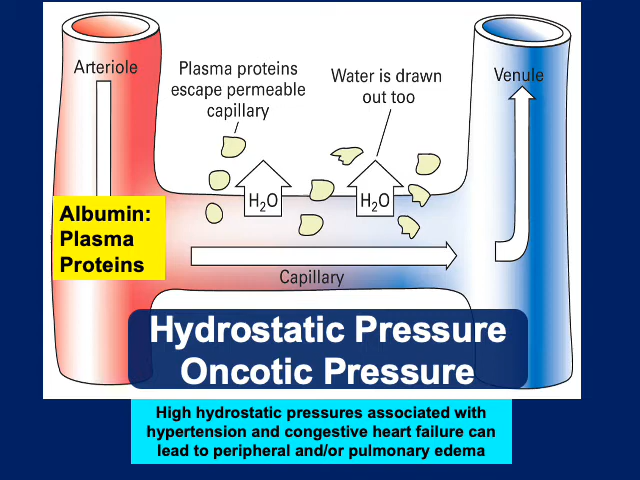 Arteriole
Plasma proteins
escape permeable
capillary
Water is drawn
out too
Venule
H₂O
H₂O
Albumin:
Plasma
Proteins
Capillary
Hydrostatic Pressure
Oncotic Pressure
High hydrostatic pressures associated with
hypertension and congestive heart failure can
lead to peripheral and/or pulmonary edema